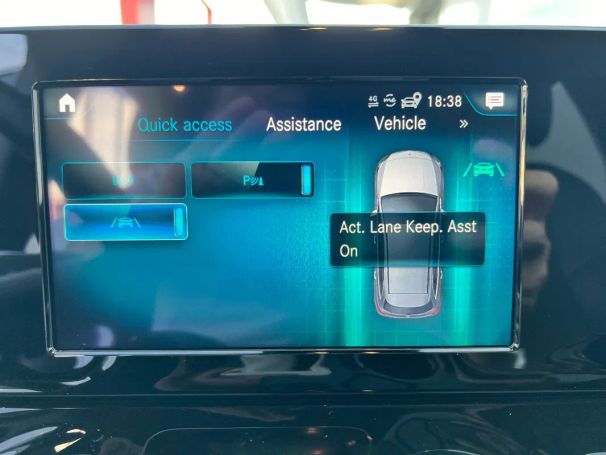 4G
18:38
Quick access
Assistance
Vehicle »
P
Act. Lane Keep. Asst
On